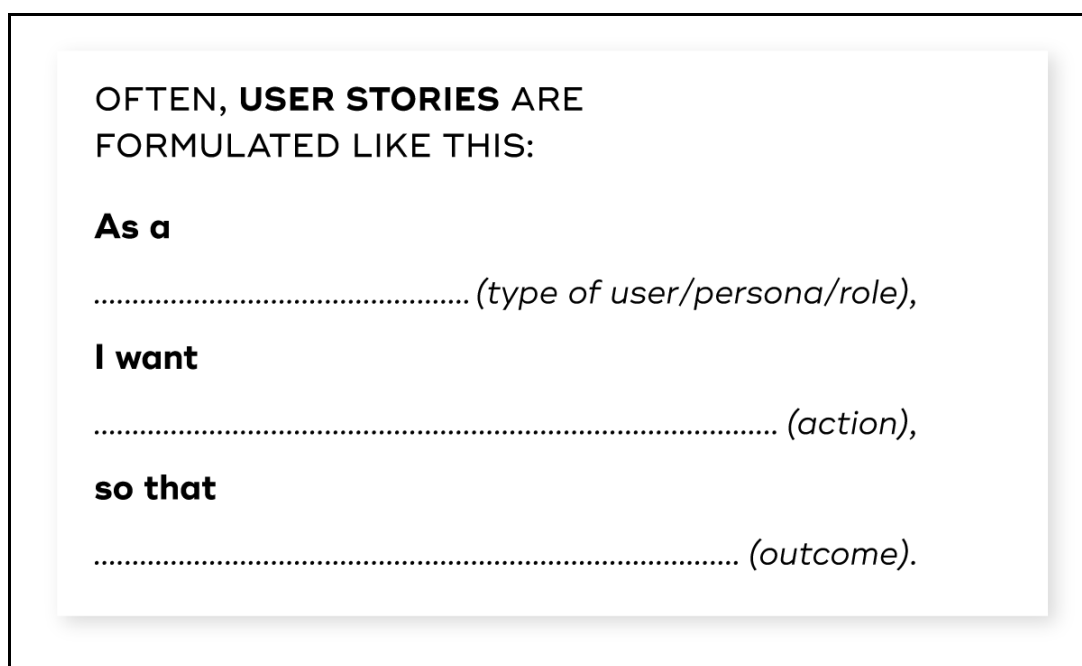 OFTEN, USER STORIES ARE
FORMULATED LIKE THIS:
As a
................................................ (type of user/persona/role),
I want
........................................................................................ (action),
so that
................................................................................... (outcome).